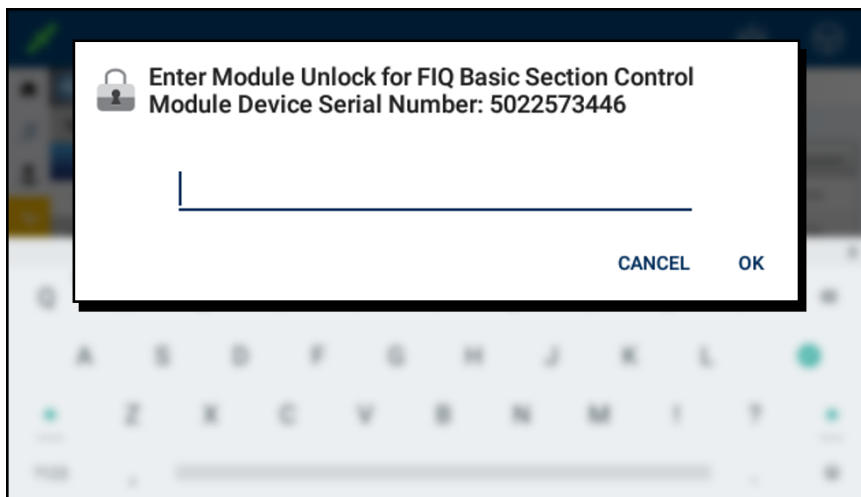 Enter Module Unlock for FIQ Basic Section Control
Module Device Serial Number: 5022573446
CANCEL OK
Q
A S D F G H J K L
Z X C V B N M ! ?
, .